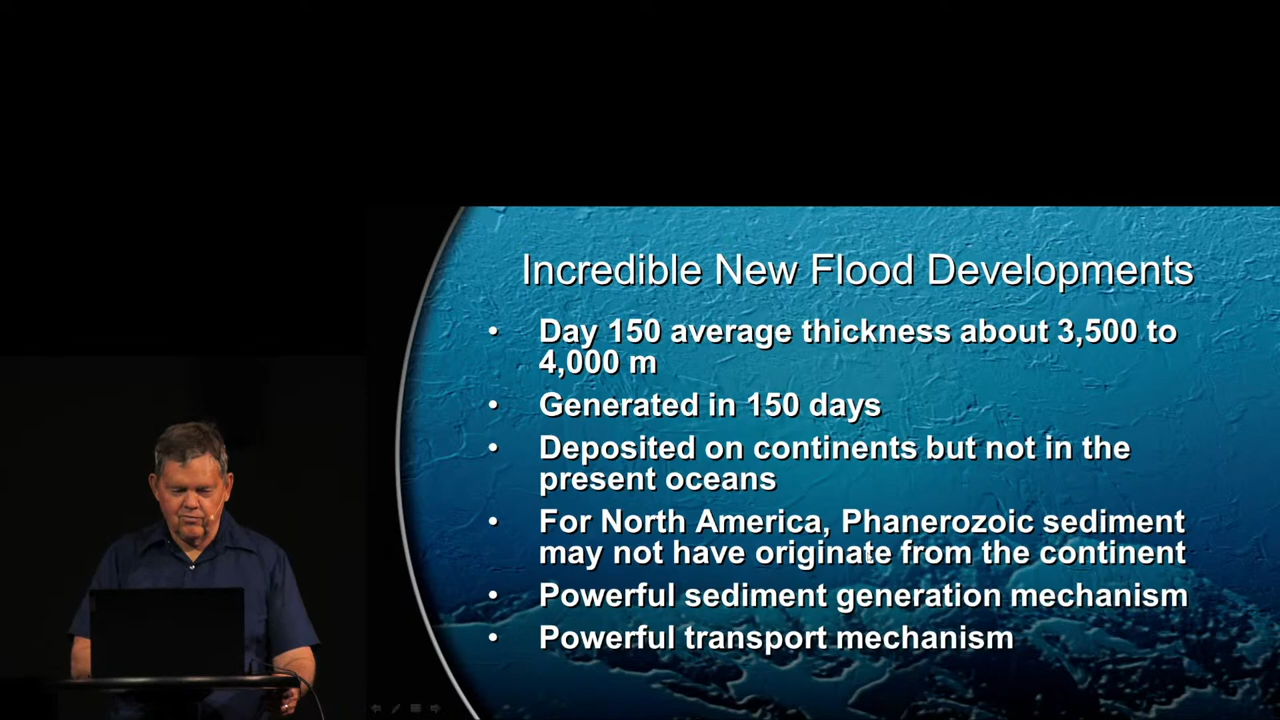 Incredible New Flood Developments
• Day 150 average thickness about 3,500 to
4,000 m
• Generated in 150 days
• Deposited on continents but not in the
present oceans
• For North America, Phanerozoic sediment
may not have originate from the continent
• Powerful sediment generation mechanism
• Powerful transport mechanism